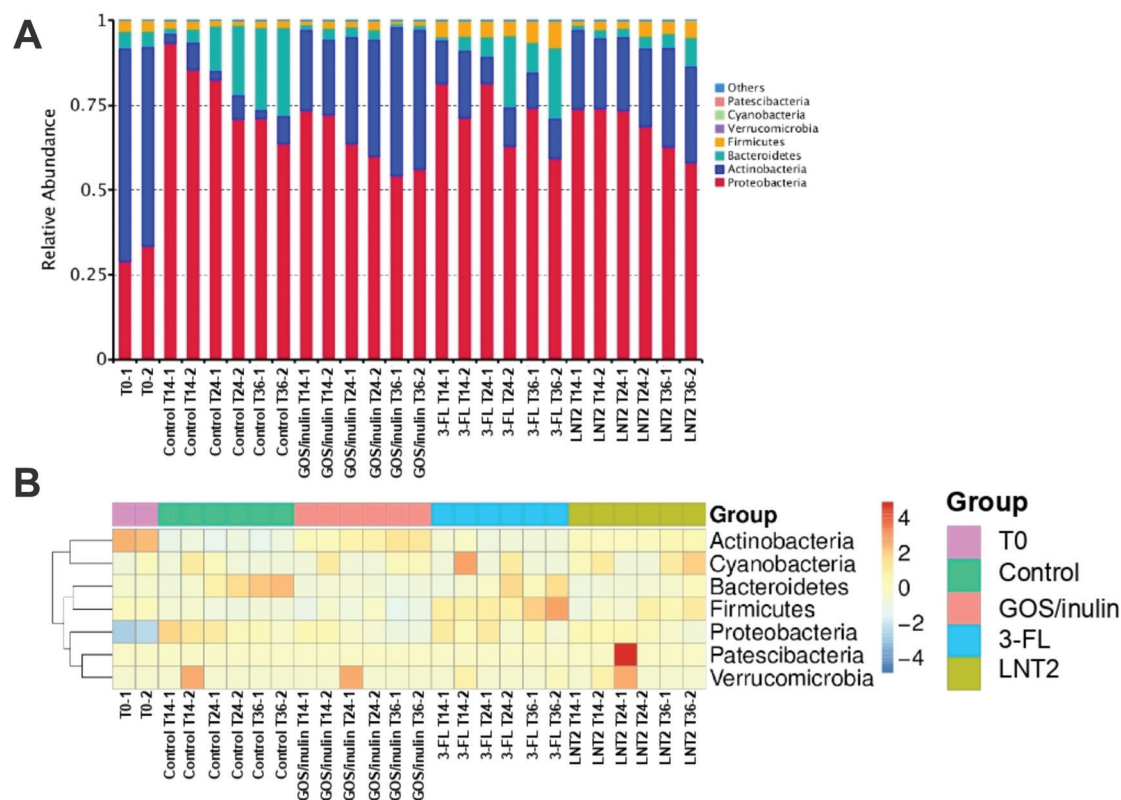 A
Relative Abundance
1
0.75
0.5
0.25
0
Others
Patescibacteria
Cyanobacteria
Verrucomicrobia
Firmicutes
Bacteroidetes
Actinobacteria
Proteobacteria
T0-1
T0-2
Control T14-1
Control T14-2
Control T24-1
Control T24-2
Control T36-1
Control T36-2
GOS/inulin T14-1
GOS/inulin T14-2
GOS/inulin T24-1
GOS/inulin T24-2
GOS/inulin T36-1
GOS/inulin T36-2
3-FL T14-1
3-FL T14-2
3-FL T24-1
3-FL T24-2
3-FL T36-1
3-FL T36-2
LNT2 T14-1
LNT2 T14-2
LNT2 T24-1
LNT2 T24-2
LNT2 T36-1
LNT2 T36-2
B
Group
Actinobacteria
Cyanobacteria
Bacteroidetes
Firmicutes
Proteobacteria
Patescibacteria
Verrucomicrobia
4
2
0
−2
−4
Group
T0
Control
GOS/inulin
3-FL
LNT2
T0-1
T0-2
Control T14-1
Control T14-2
Control T24-1
Control T24-2
Control T36-1
Control T36-2
GOS/inulin T14-1
GOS/inulin T14-2
GOS/inulin T24-1
GOS/inulin T24-2
GOS/inulin T36-1
GOS/inulin T36-2
3-FL T14-1
3-FL T14-2
3-FL T24-1
3-FL T24-2
3-FL T36-1
3-FL T36-2
LNT2 T14-1
LNT2 T14-2
LNT2 T24-1
LNT2 T24-2
LNT2 T36-1
LNT2 T36-2